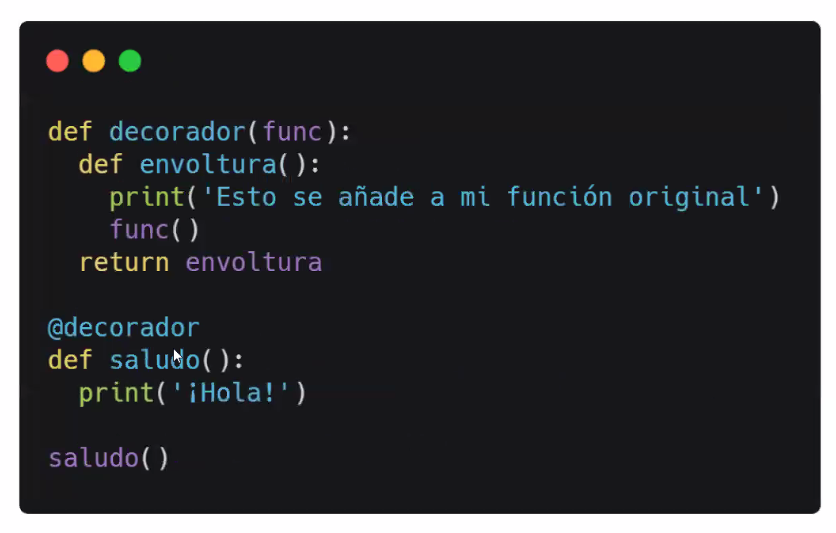 def decorador(func):
  def envoltura():
    print('Esto se añade a mi función original')
    func()
  return envoltura

@decorador
def saludo():
  print('¡Hola!')

saludo()